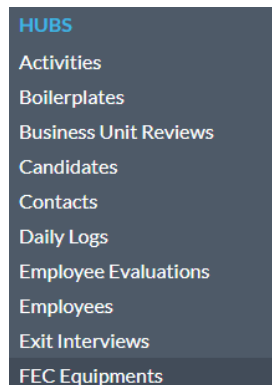 HUBS
Activities
Boilerplates
Business Unit Reviews
Candidates
Contacts
Daily Logs
Employee Evaluations
Employees
Exit Interviews
FEC Equipments